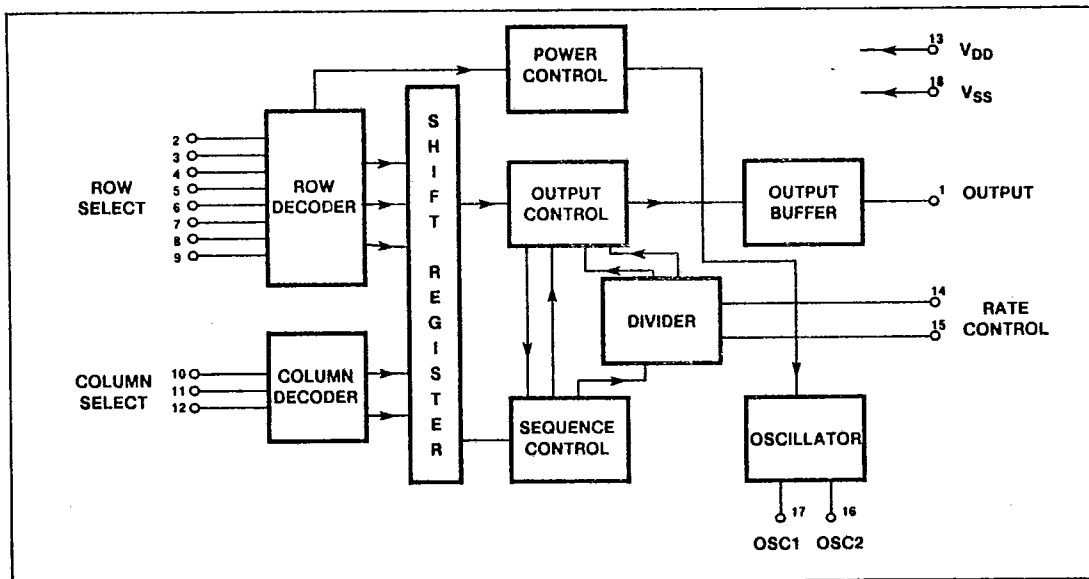 POWER
CONTROL
13
VDD
18
VSS
ROW
SELECT
2
3
4
5
6
7
8
9
ROW
DECODER
SHIFT REGISTER
OUTPUT
CONTROL
OUTPUT
BUFFER
1
OUTPUT
DIVIDER
14
15
RATE
CONTROL
COLUMN
SELECT
10
11
12
COLUMN
DECODER
SEQUENCE
CONTROL
OSCILLATOR
17
16
OSC1
OSC2